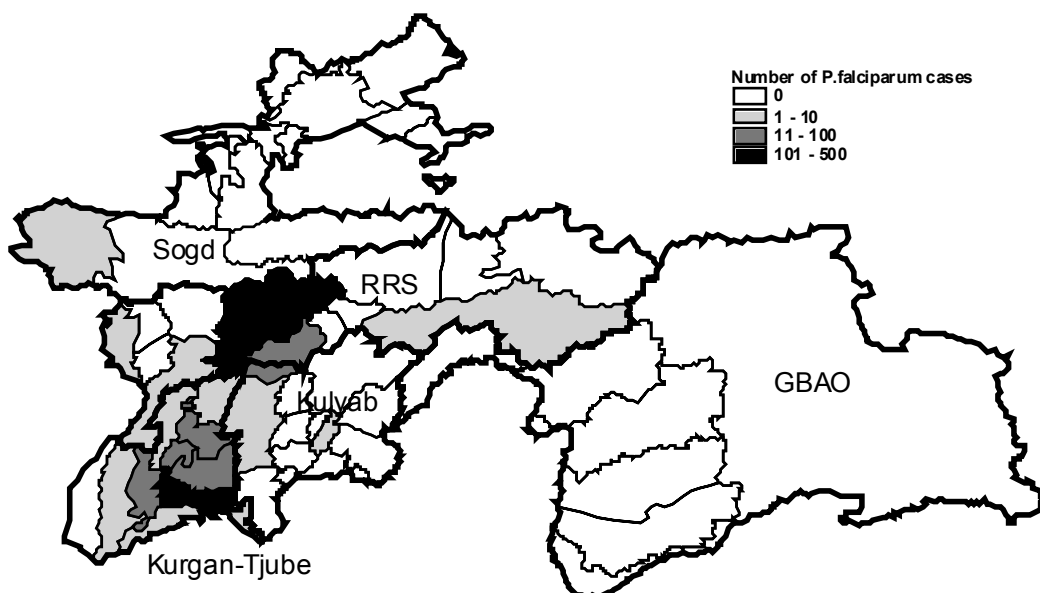 Number of P.falciparum cases
0
1 - 10
11 - 100
101 - 500
Sogd
RRS
GBAO
Kulyab
Kurgan-Tjube